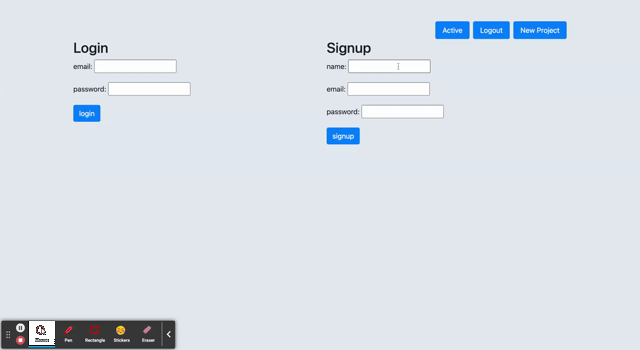 Active Logout New Project
Login Signup
email: name:
password: email:
login password:
signup
Pen Rectangle Stickers Eraser